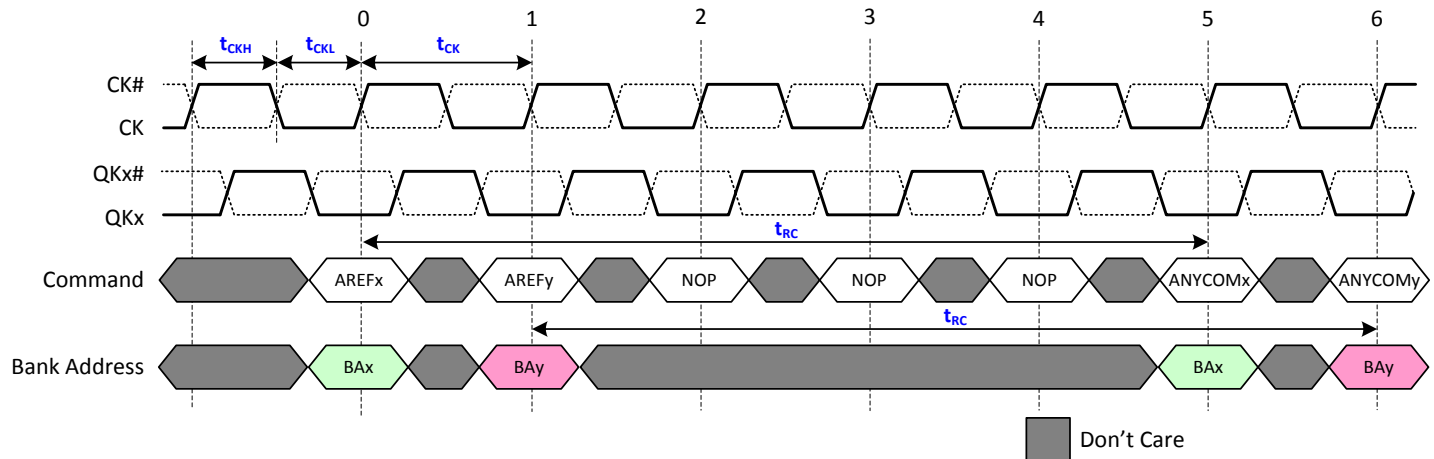 0 1 2 3 4 5 6
tCKH tCKL tCK
CK#
CK
QKx#
QKx
tRC
Command AREFx AREFy NOP NOP NOP ANYCOMx ANYCOMy
tRC
Bank Address BAx BAy BAx BAy
Don't Care